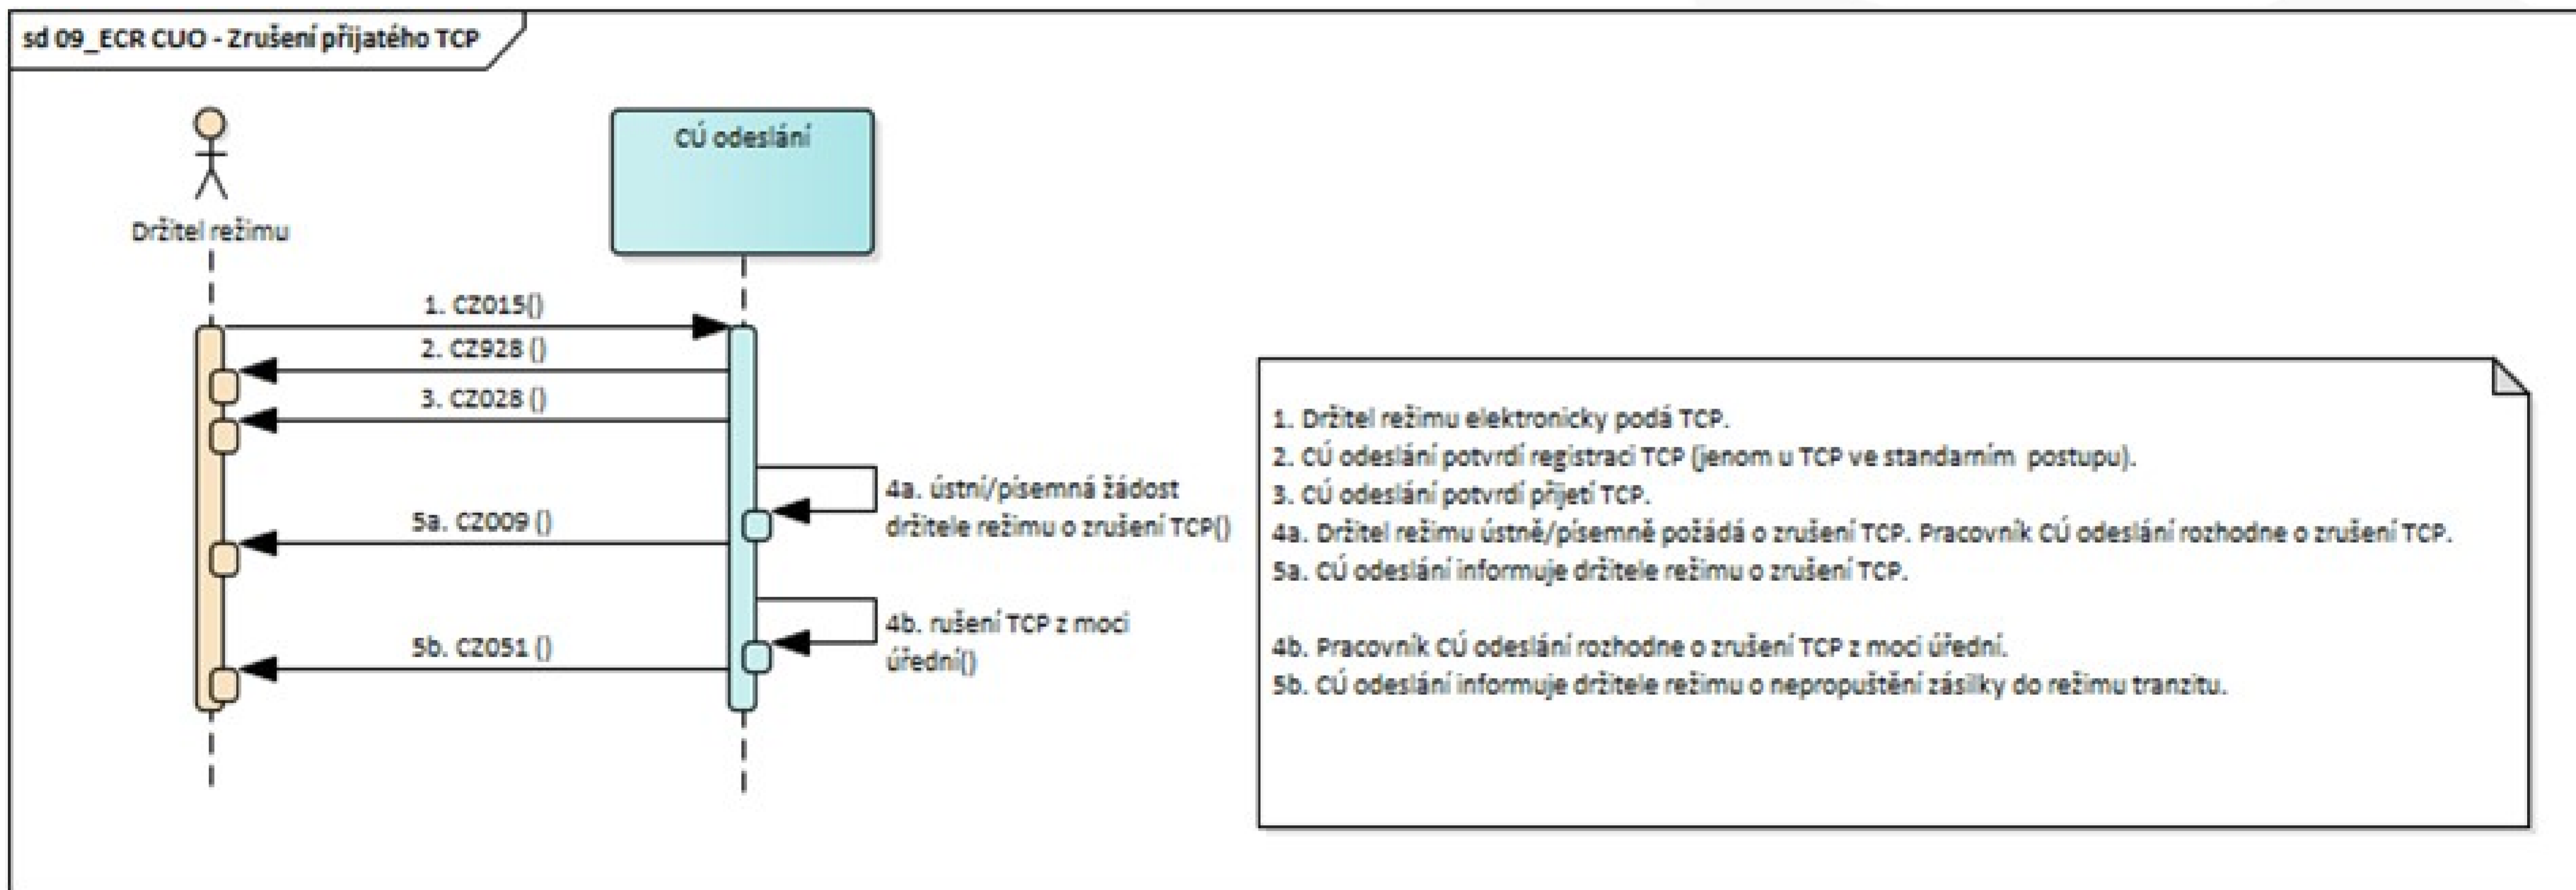 sd 09_ECR CUO - Zrušení přijatého TCP
CÚ odeslání
Držitel režimu
1. CZ015()
2. CZ928 ()
3. CZ028 ()
4a. ústní/písemná žádost
držitele režimu o zrušení TCP()
5a. CZ009 ()
4b. rušení TCP z moci
úřední()
5b. CZ051 ()
1. Držitel režimu elektronicky podá TCP.
2. CÚ odeslání potvrdí registraci TCP (jenom u TCP ve standarním postupu).
3. CÚ odeslání potvrdí přijetí TCP.
4a. Držitel režimu ústně/písemně požádá o zrušení TCP. Pracovník CÚ odeslání rozhodne o zrušení TCP.
5a. CÚ odeslání informuje držitele režimu o zrušení TCP.
4b. Pracovník CÚ odeslání rozhodne o zrušení TCP z moci úřední.
5b. CÚ odeslání informuje držitele režimu o nepropuštění zásilky do režimu tranzitu.